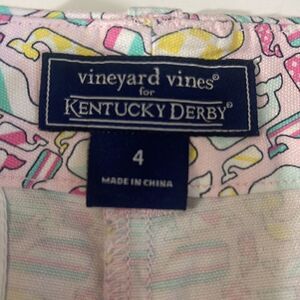 vineyard vines®
for
KENTUCKY DERBY®
4
MADE IN CHINA